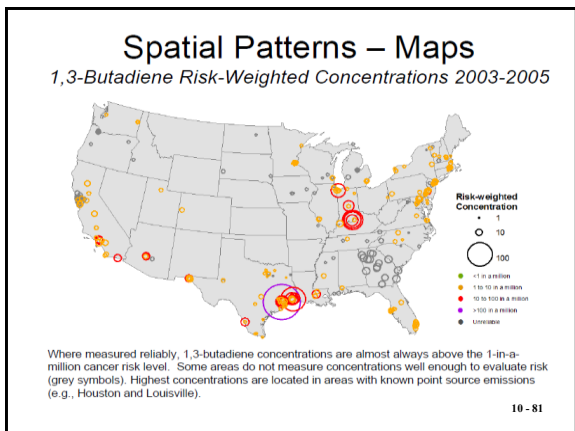 Spatial Patterns – Maps
1,3-Butadiene Risk-Weighted Concentrations 2003-2005
Risk-weighted
Concentration
1
10
100
<1 in a million
1 to 10 in a million
10 to 100 in a million
>100 in a million
Unreliable
Where measured reliably, 1,3-butadiene concentrations are almost always above the 1-in-a-
million cancer risk level. Some areas do not measure concentrations well enough to evaluate risk
(grey symbols). Highest concentrations are located in areas with known point source emissions
(e.g., Houston and Louisville).
10 - 81